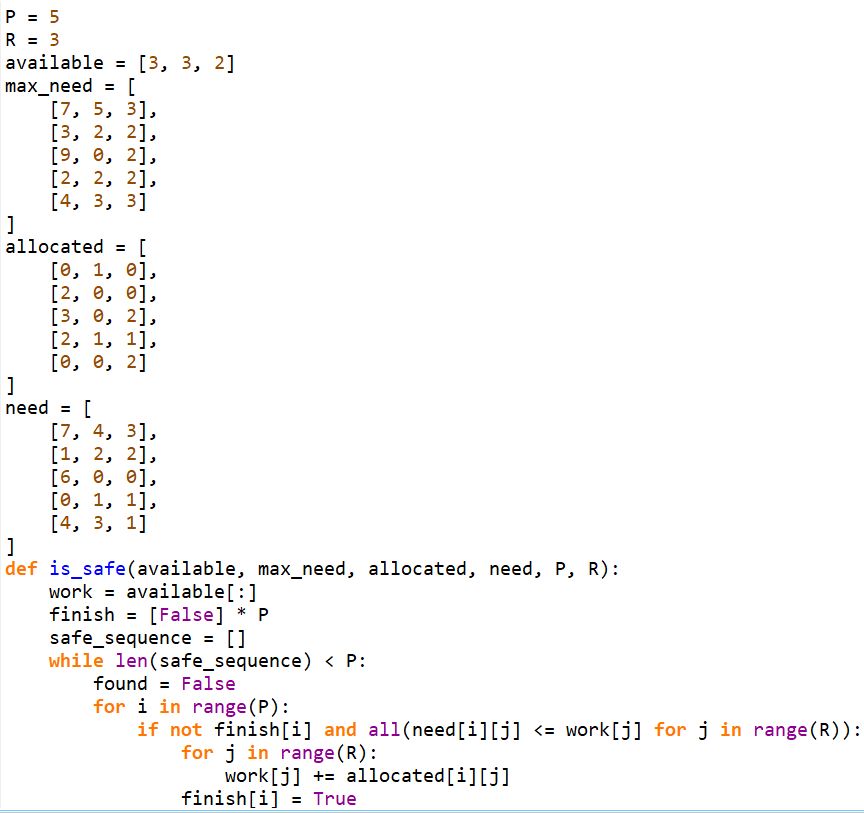 P = 5
R = 3
available = [3, 3, 2]
max_need = [
    [7, 5, 3],
    [3, 2, 2],
    [9, 0, 2],
    [2, 2, 2],
    [4, 3, 3]
]
allocated = [
    [0, 1, 0],
    [2, 0, 0],
    [3, 0, 2],
    [2, 1, 1],
    [0, 0, 2]
]
need = [
    [7, 4, 3],
    [1, 2, 2],
    [6, 0, 0],
    [0, 1, 1],
    [4, 3, 1]
]
def is_safe(available, max_need, allocated, need, P, R):
    work = available[:]
    finish = [False] * P
    safe_sequence = []
    while len(safe_sequence) < P:
        found = False
        for i in range(P):
            if not finish[i] and all(need[i][j] <= work[j] for j in range(R)):
                for j in range(R):
                    work[j] += allocated[i][j]
                finish[i] = True